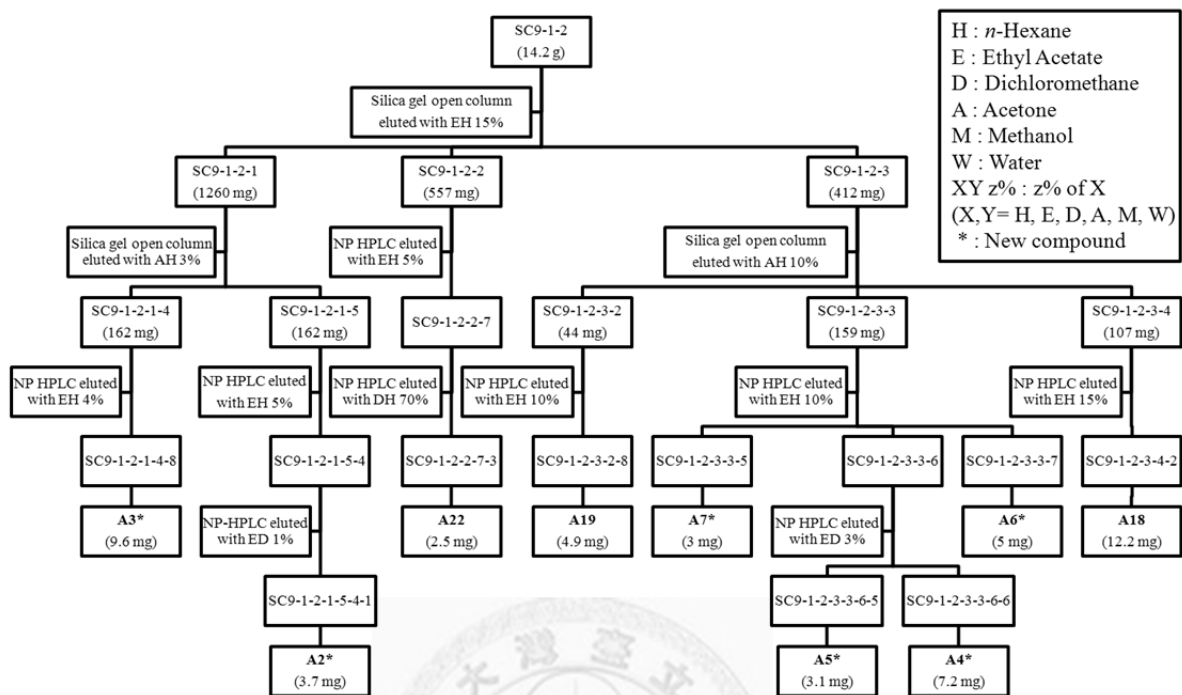 SC9-1-2
(14.2 g)
H : n-Hexane
E : Ethyl Acetate
D : Dichloromethane
A : Acetone
M : Methanol
W : Water
XY z% : z% of X
(X,Y= H, E, D, A, M, W)
* : New compound
Silica gel open column
eluted with EH 15%
SC9-1-2-1
(1260 mg)
SC9-1-2-2
(557 mg)
SC9-1-2-3
(412 mg)
Silica gel open column
eluted with AH 3%
NP HPLC eluted
with EH 5%
Silica gel open column
eluted with AH 10%
SC9-1-2-1-4
(162 mg)
SC9-1-2-1-5
(162 mg)
SC9-1-2-2-7
SC9-1-2-3-2
(44 mg)
SC9-1-2-3-3
(159 mg)
SC9-1-2-3-4
(107 mg)
NP HPLC eluted
with EH 4%
NP HPLC eluted
with EH 5%
NP HPLC eluted
with DH 70%
NP HPLC eluted
with EH 10%
NP HPLC eluted
with EH 10%
NP HPLC eluted
with EH 15%
SC9-1-2-1-4-8
SC9-1-2-1-5-4
SC9-1-2-2-7-3
SC9-1-2-3-2-8
SC9-1-2-3-3-5
SC9-1-2-3-3-6
SC9-1-2-3-3-7
SC9-1-2-3-4-2
A3*
(9.6 mg)
NP-HPLC eluted
with ED 1%
A22
(2.5 mg)
A19
(4.9 mg)
A7*
(3 mg)
NP HPLC eluted
with ED 3%
A6*
(5 mg)
A18
(12.2 mg)
SC9-1-2-1-5-4-1
SC9-1-2-3-3-6-5
SC9-1-2-3-3-6-6
A2*
(3.7 mg)
A5*
(3.1 mg)
A4*
(7.2 mg)
大灣臺立